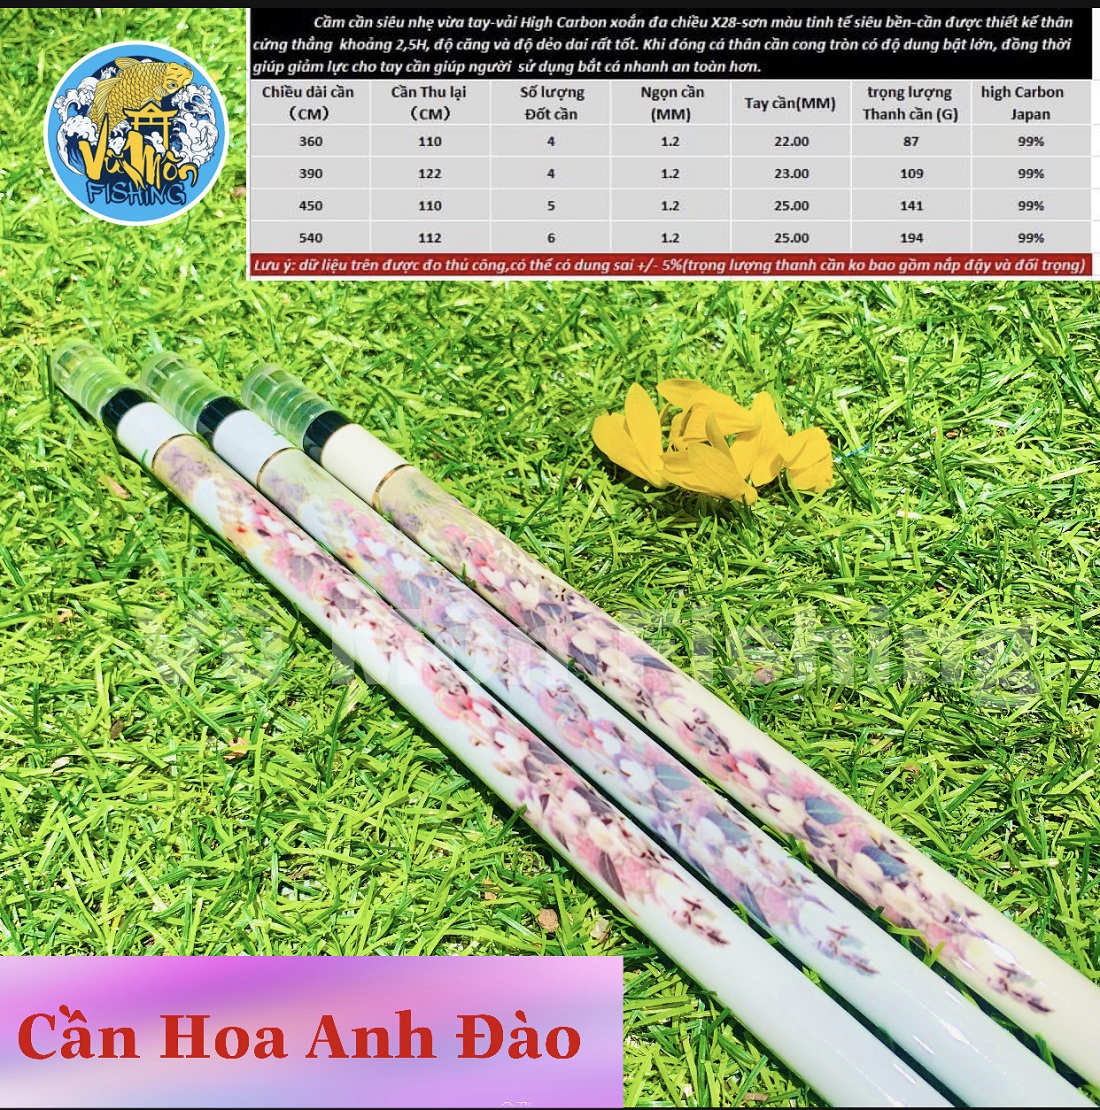 Cầm cần siêu nhẹ vừa tay-vải High Carbon xoắn đa chiều X28-sơn màu tinh tế siêu bền-cần được thiết kế thân
cứng thẳng khoảng 2,5H, độ căng và độ dẻo dai rất tốt. Khi đóng cá thân cần cong tròn có độ dung bật lớn, đồng thời
giúp giảm lực cho tay cần giúp người sử dụng bắt cá nhanh an toàn hơn.
Chiều dài cần (CM) Cần Thu lại (CM) Số lượng Đốt cần Ngọn cần (MM) Tay cần(MM) trọng lượng Thanh cần (G) high Carbon Japan
360 110 4 1.2 22.00 87 99%
390 122 4 1.2 23.00 109 99%
450 110 5 1.2 25.00 141 99%
540 112 6 1.2 25.00 194 99%
Lưu ý: dữ liệu trên được đo thủ công,có thể có dung sai +/- 5%(trọng lượng thanh cần ko bao gồm nắp đậy và đối trọng)
Vũ Môn
FISHING
Vũ Môn Fishing
Cần Hoa Anh Đào